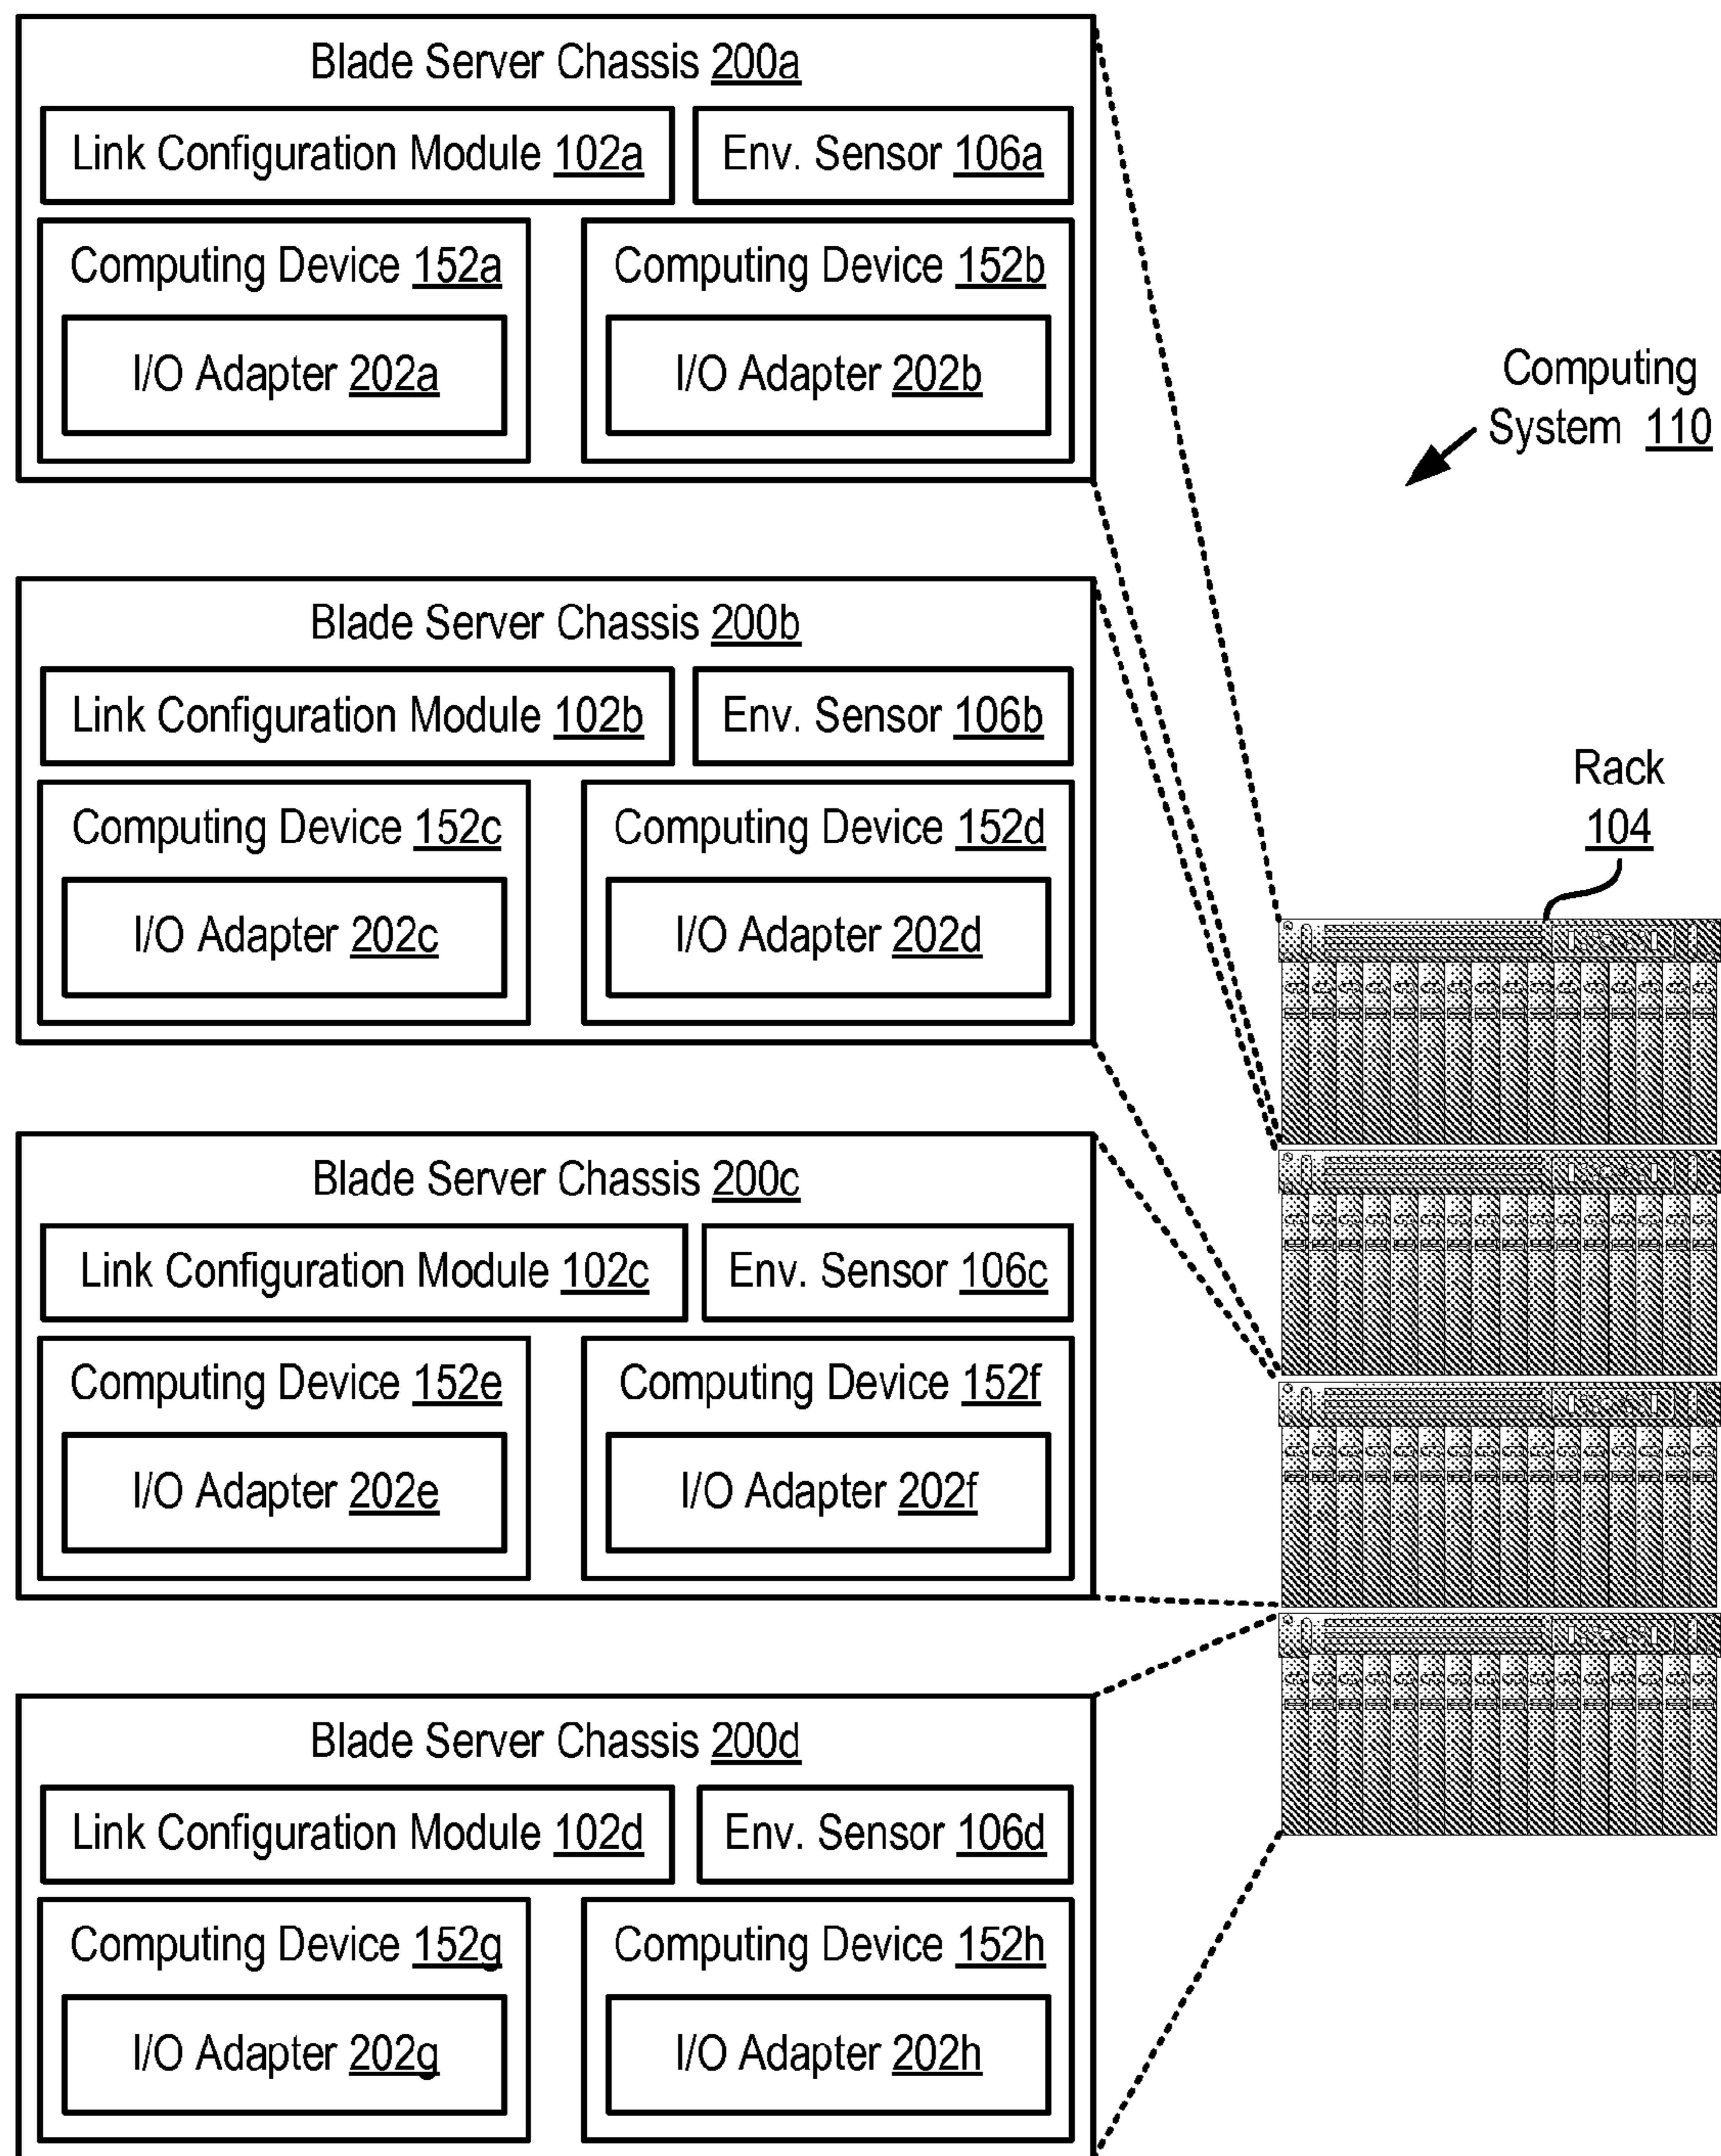 Blade Server Chassis 200a
Link Configuration Module 102a
Env. Sensor 106a
Computing Device 152a
Computing Device 152b
I/O Adapter 202a
I/O Adapter 202b
Computing
System 110
Blade Server Chassis 200b
Link Configuration Module 102b
Env. Sensor 106b
Computing Device 152c
Computing Device 152d
I/O Adapter 202c
I/O Adapter 202d
Rack
104
Blade Server Chassis 200c
Link Configuration Module 102c
Env. Sensor 106c
Computing Device 152e
Computing Device 152f
I/O Adapter 202e
I/O Adapter 202f
Blade Server Chassis 200d
Link Configuration Module 102d
Env. Sensor 106d
Computing Device 152g
Computing Device 152h
I/O Adapter 202g
I/O Adapter 202h